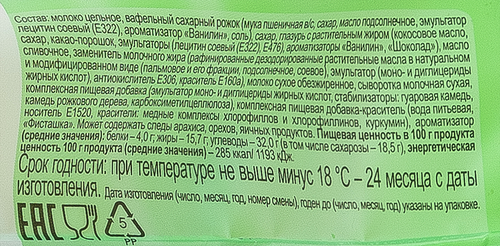 Состав: молоко цельное, вафельный сахарный рожок (мука пшеничная в/с, сахар, масло подсолнечное, эмульгатор
лецитин соевый (Е322), ароматизатор «Ванилин», соль), сахар, глазурь с растительным жиром (кокосовое масло,
сахар, какао-порошок, эмульгаторы (лецитин соевый (Е322), Е476), ароматизаторы «Ванилин», «Шоколад»), масло
сливочное, заменитель молочного жира (рафинированные дезодорированные растительные масла в натуральном
и модифицированном виде (пальмовое и его фракции, подсолнечное, соевое), эмульгатор (моно- и диглицериды
жирных кислот), антиокислитель Е306, краситель Е160а), молоко сухое обезжиренное, сыворотка молочная сухая,
комплексная пищевая добавка (эмульгатор моно- и диглицериды жирных кислот, стабилизаторы: гуаровая камедь,
камедь рожкового дерева, карбоксиметилцеллюлоза), комплексная пищевая добавка-краситель (вода питьевая,
носитель Е1520, красители: медные комплексы хлорофиллов и хлорофиллинов, куркумин), ароматизатор
«Фисташка». Может содержать следы арахиса, орехов, яичных продуктов. Пищевая ценность в 100 г продукта
(средние значения): белки – 4,0 г; жиры – 15,7 г; углеводы – 32,0 г (в том числе сахарозы – 18,5 г), энергетическая
ценность 100 г продукта (средние значения) – 285 ккал/ 1193 кДж.
Срок годности: при температуре не выше минус 18 °С – 24 месяца с даты
изготовления. Дата изготовления (число, месяц, год, номер смены), годен до (число, месяц, год) указаны на упаковке.
ЕАС 5
PP